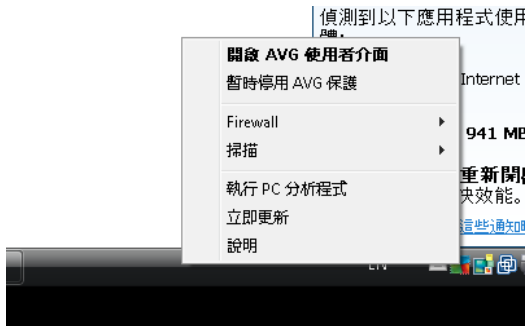 偵測到以下應用程式使用
體:
開啟 AVG 使用者介面
暫時停用 AVG 保護
Internet
Firewall
941 MB
掃描
重新開
執行 PC 分析程式
決效能。
立即更新
這些通知
說明
EN